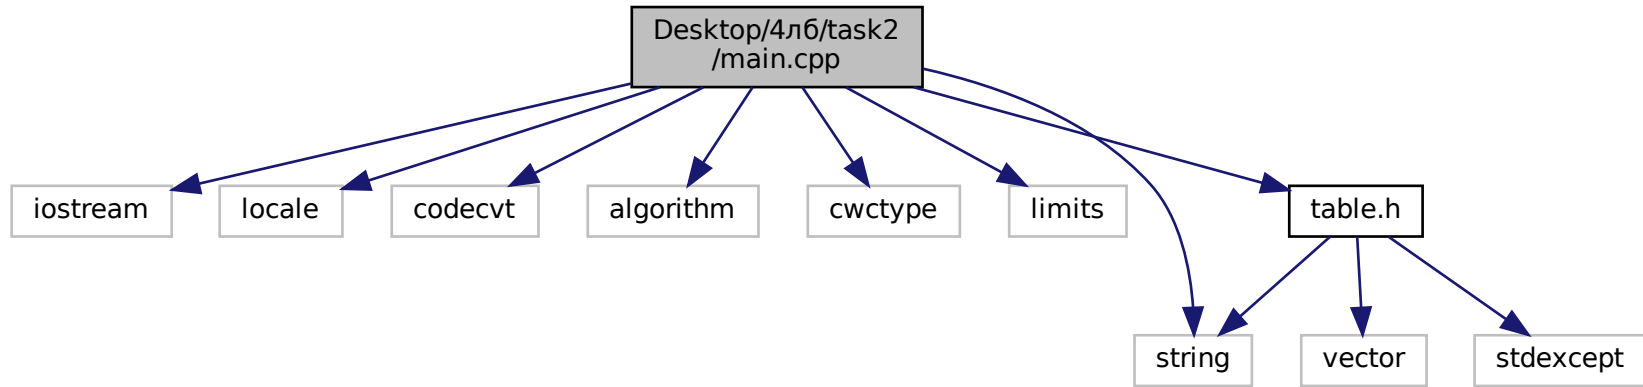 Desktop/4лб/task2
/main.cpp
iostream
locale
codecvt
algorithm
cwctype
limits
table.h
string
vector
stdexcept